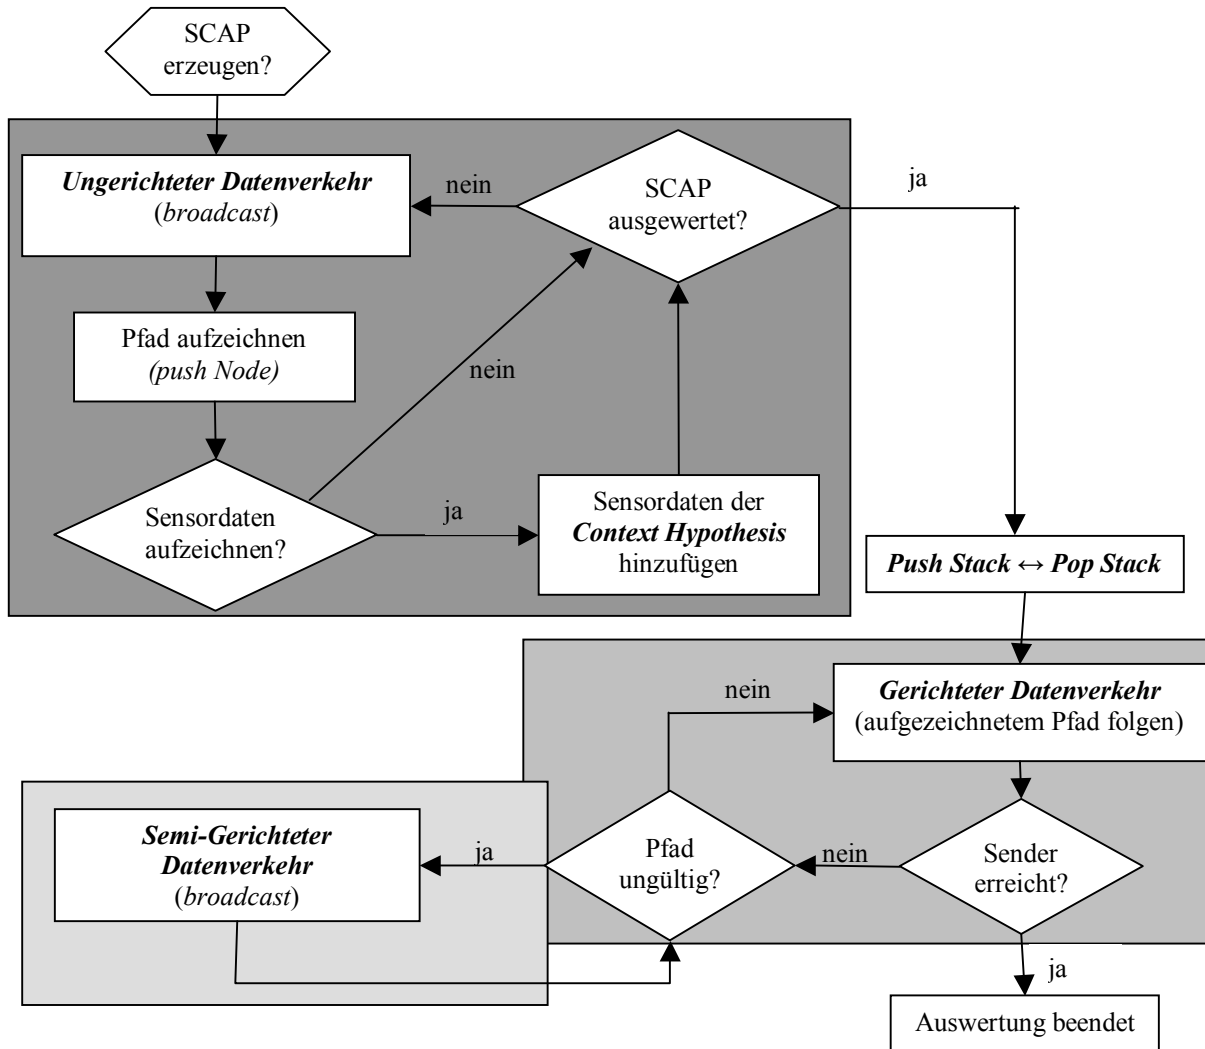 SCAP
erzeugen?
Ungerichteter Datenverkehr
(broadcast)
nein
SCAP
ausgewertet?
ja
Pfad aufzeichnen
(push Node)
nein
Sensordaten
aufzeichnen?
ja
Sensordaten der
Context Hypothesis
hinzufügen
Push Stack ↔ Pop Stack
nein
Gerichteter Datenverkehr
(aufgezeichnetem Pfad folgen)
Semi-Gerichteter
Datenverkehr
(broadcast)
ja
Pfad
ungültig?
nein
Sender
erreicht?
ja
Auswertung beendet